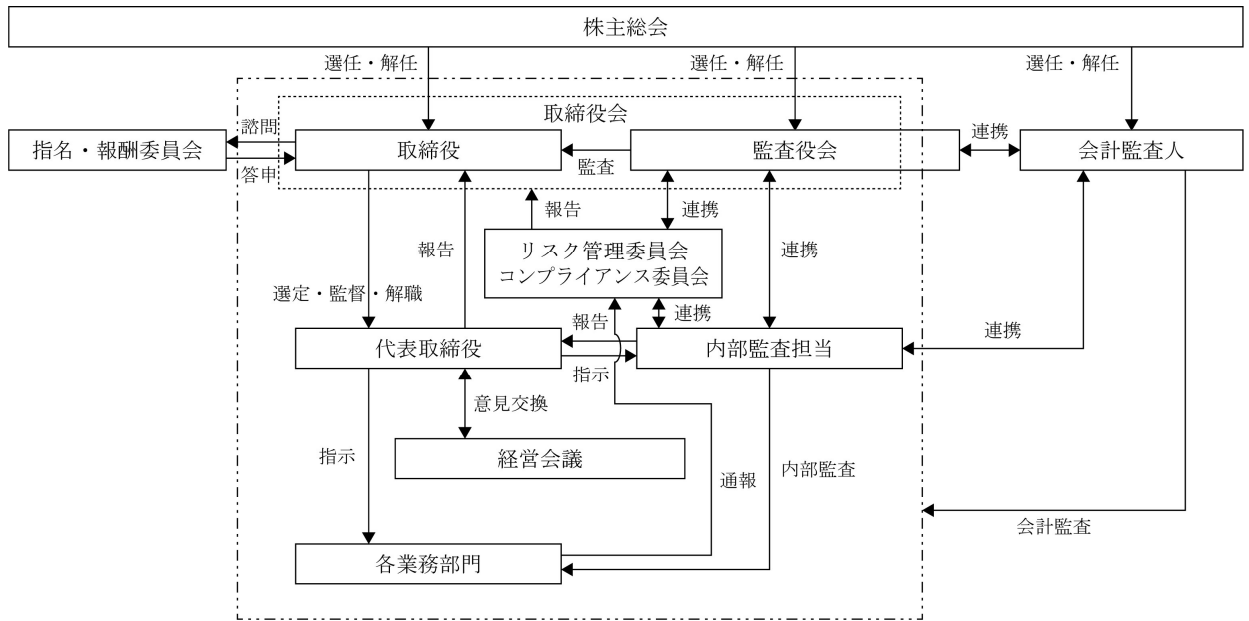 株主総会
選任・解任
選任・解任
選任・解任
取締役会
指名・報酬委員会
諮問
答申
取締役
監査
監査役会
連携
会計監査人
報告
連携
報告
連携
リスク管理委員会
コンプライアンス委員会
選定・監督・解職
報告
連携
連携
代表取締役
指示
内部監査担当
意見交換
指示
経営会議
通報
内部監査
会計監査
各業務部門